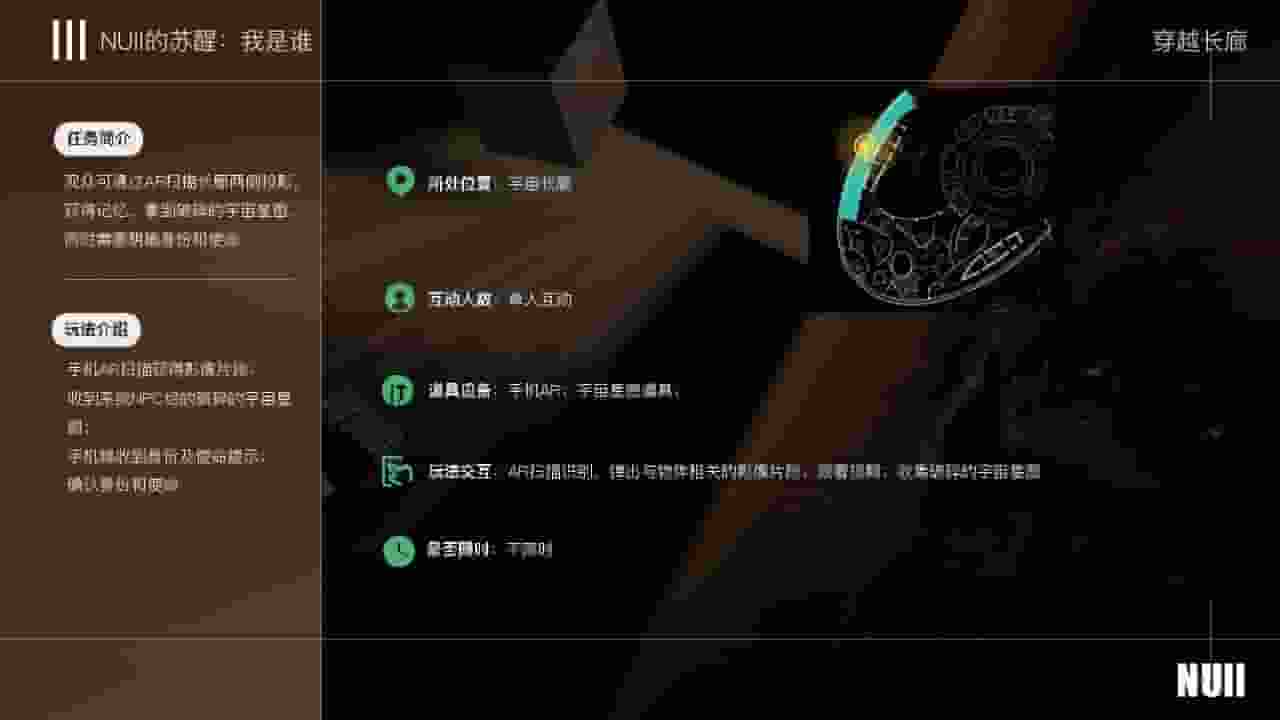 NUII的苏醒：我是谁
穿越长廊
任务简介
观众可通过AR扫描长廊两侧投影，
获得记忆，拿到破碎的宇宙星图
同时需要明确身份和使命
玩法介绍
手机AR扫描获得影像片段；
收到来自NPC给的破碎的宇宙星
图；
手机接收到身份及使命提示；
确认身份和使命
所处位置：宇宙长廊
互动人数：单人互动
道具设备：手机AR、宇宙星图道具、
玩法交互：AR扫描识别，弹出与物件相关的影像片段，观看视频，收集破碎的宇宙星图
是否限时：不限时
NUII